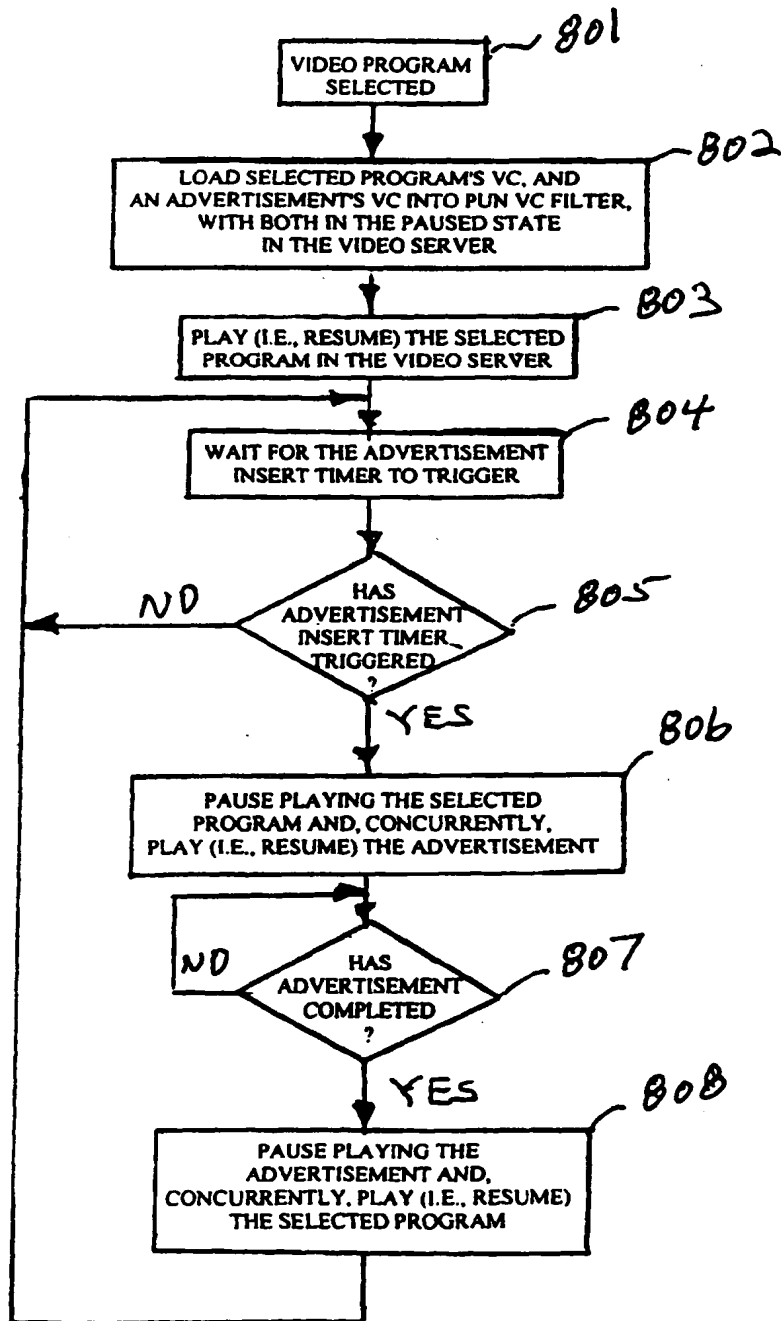 801
VIDEO PROGRAM
SELECTED
802
LOAD SELECTED PROGRAM'S VC, AND
AN ADVERTISEMENT'S VC INTO PUN VC FILTER,
WITH BOTH IN THE PAUSED STATE
IN THE VIDEO SERVER
803
PLAY (I.E., RESUME) THE SELECTED
PROGRAM IN THE VIDEO SERVER
804
WAIT FOR THE ADVERTISEMENT
INSERT TIMER TO TRIGGER
805
NO
HAS
ADVERTISEMENT
INSERT TIMER
TRIGGERED
?
YES
806
PAUSE PLAYING THE SELECTED
PROGRAM AND, CONCURRENTLY,
PLAY (I.E., RESUME) THE ADVERTISEMENT
807
NO
HAS
ADVERTISEMENT
COMPLETED
?
YES
808
PAUSE PLAYING THE
ADVERTISEMENT AND,
CONCURRENTLY, PLAY (I.E., RESUME)
THE SELECTED PROGRAM